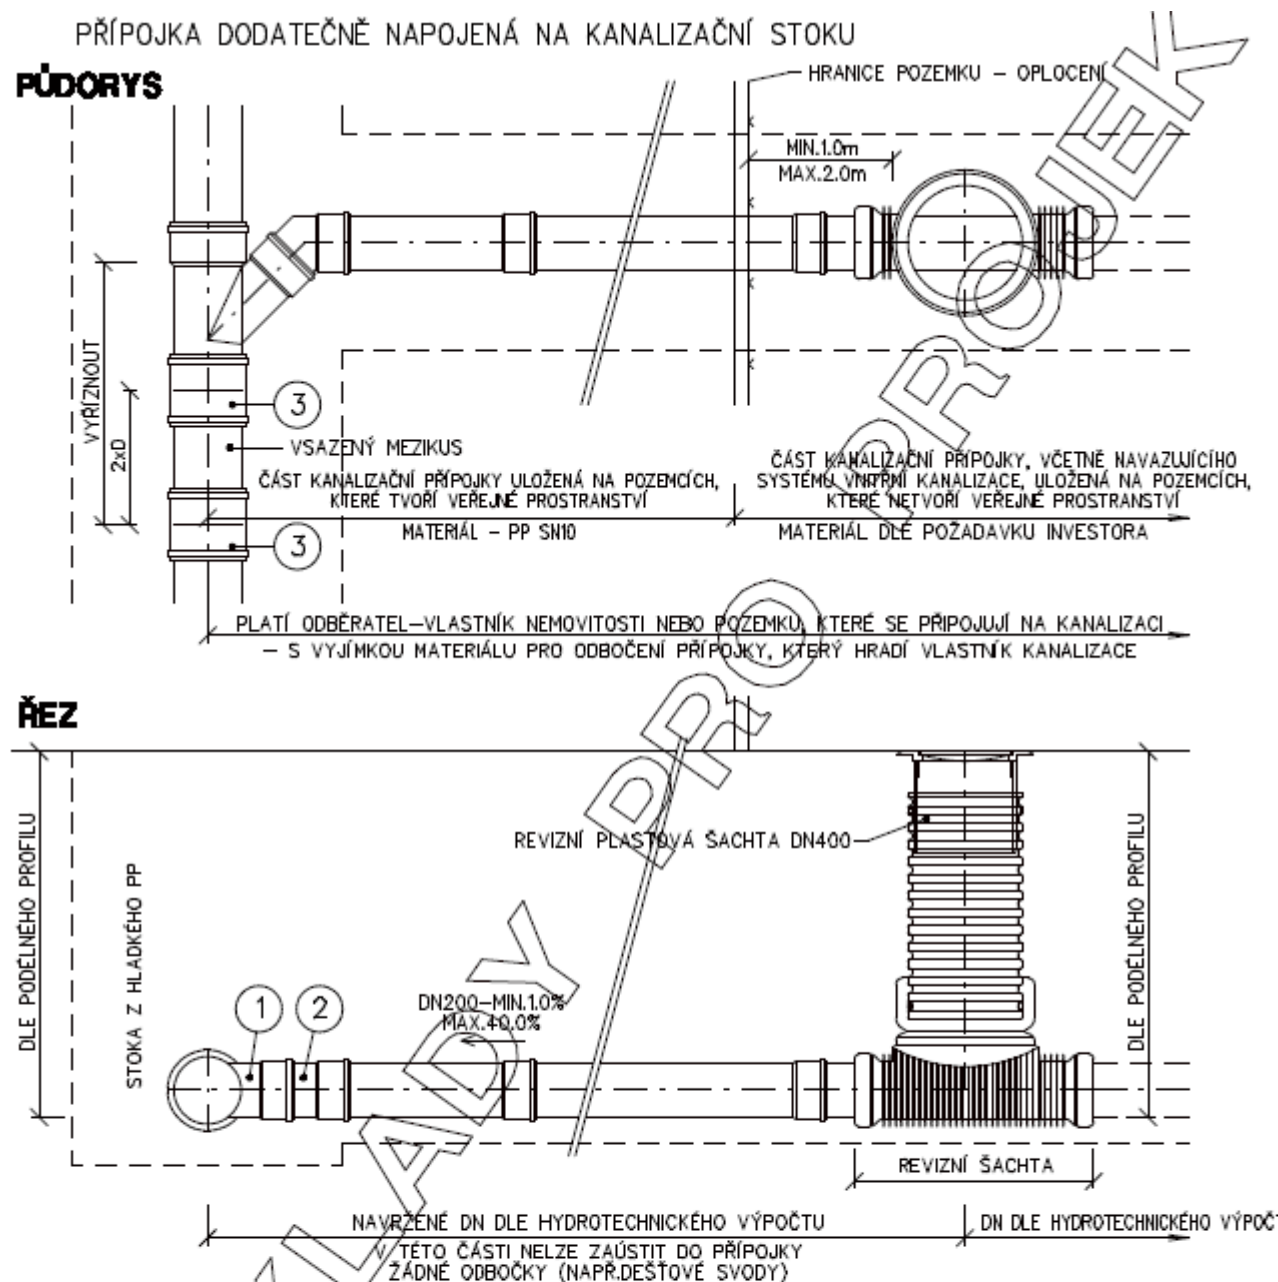 PŘÍPOJKA DODATEČNĚ NAPOJENÁ NA KANALIZAČNÍ STOKU
PŮDORYS
HRANICE POZEMKU – OPLOCENÍ
MIN.1.0m
MAX.2.0m
VYŘÍZNOUT
2xD
3
VSAZENÝ MEZIKUS
ČÁST KANALIZAČNÍ PŘÍPOJKY ULOŽENÁ NA POZEMCÍCH,
KTERÉ TVOŘÍ VEŘEJNÉ PROSTRANSTVÍ
MATERIÁL – PP SN10
3
ČÁST KANALIZAČNÍ PŘÍPOJKY, VČETNĚ NAVAZUJÍCÍHO
SYSTÉMU VNITŘNÍ KANALIZACE, ULOŽENÁ NA POZEMCÍCH,
KTERÉ NETVOŘÍ VEŘEJNÉ PROSTRANSTVÍ
MATERIÁL DLE POŽADAVKU INVESTORA
PLATÍ ODBĚRATEL–VLASTNÍK NEMOVITOSTI NEBO POZEMKU, KTERÉ SE PŘIPOJUJÍ NA KANALIZACI
– S VYJÍMKOU MATERIÁLU PRO ODBOČENÍ PŘÍPOJKY, KTERÝ HRADÍ VLASTNÍK KANALIZACE
ŘEZ
DLE PODÉLNÉHO PROFILU
STOKA Z HLADKÉHO PP
1
2
DN200–MIN.1.0%
MAX.40.0%
REVIZNÍ PLASTOVÁ ŠACHTA DN400
DLE PODÉLNÉHO PROFILU
REVIZNÍ ŠACHTA
NAVRŽENÉ DN DLE HYDROTECHNICKÉHO VÝPOČTU
V TÉTO ČÁSTI NELZE ZAÚSTIT DO PŘÍPOJKY
ŽÁDNÉ ODBOČKY (NAPŘ.DEŠŤOVÉ SVODY)
DN DLE HYDROTECHNICKÉHO
KLADY PRO PROJEK